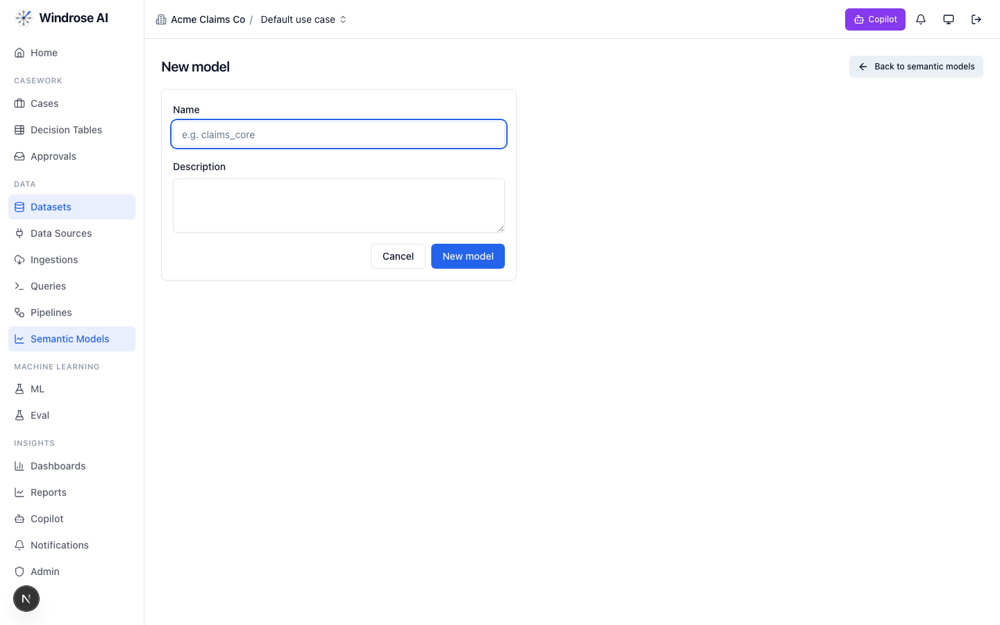 Windrose AI
Acme Claims Co / Default use case
Copilot
Home
CASEWORK
Cases
Decision Tables
Approvals
DATA
Datasets
Data Sources
Ingestions
Queries
Pipelines
Semantic Models
MACHINE LEARNING
ML
Eval
INSIGHTS
Dashboards
Reports
Copilot
Notifications
Admin
N
New model
Back to semantic models
Name
e.g. claims_core
Description
Cancel
New model